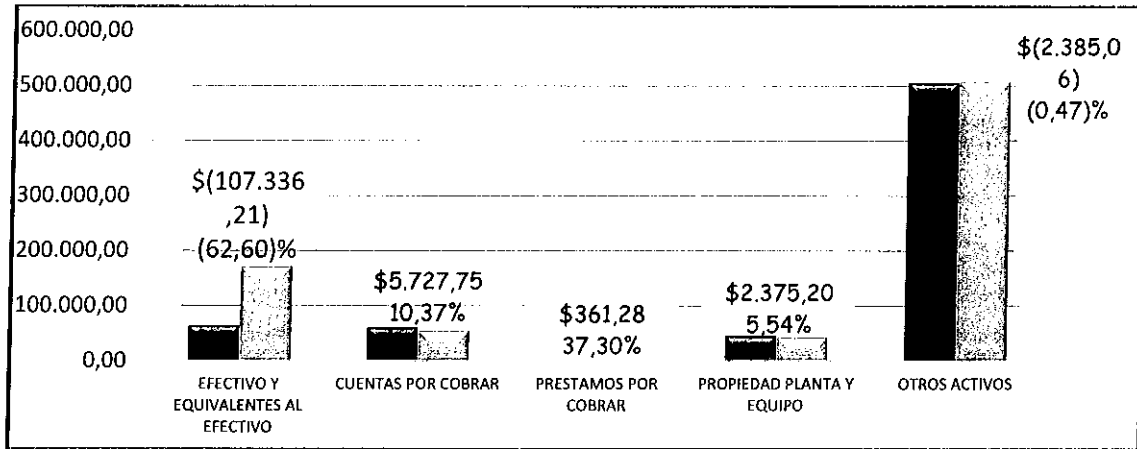 600.000,00
500.000,00
400.000,00
300.000,00
200.000,00
100.000,00
0,00
$(107.336
,21)
(62,60)%
$5.727,75
10,37%
$361,28
37,30%
$2.375,20
5,54%
$(2.385,0
6)
(0,47)%
EFECTIVO Y
EQUIVALENTES AL
EFECTIVO
CUENTAS POR COBRAR
PRESTAMOS POR
COBRAR
PROPIEDAD PLANTA Y
EQUIPO
OTROS ACTIVOS